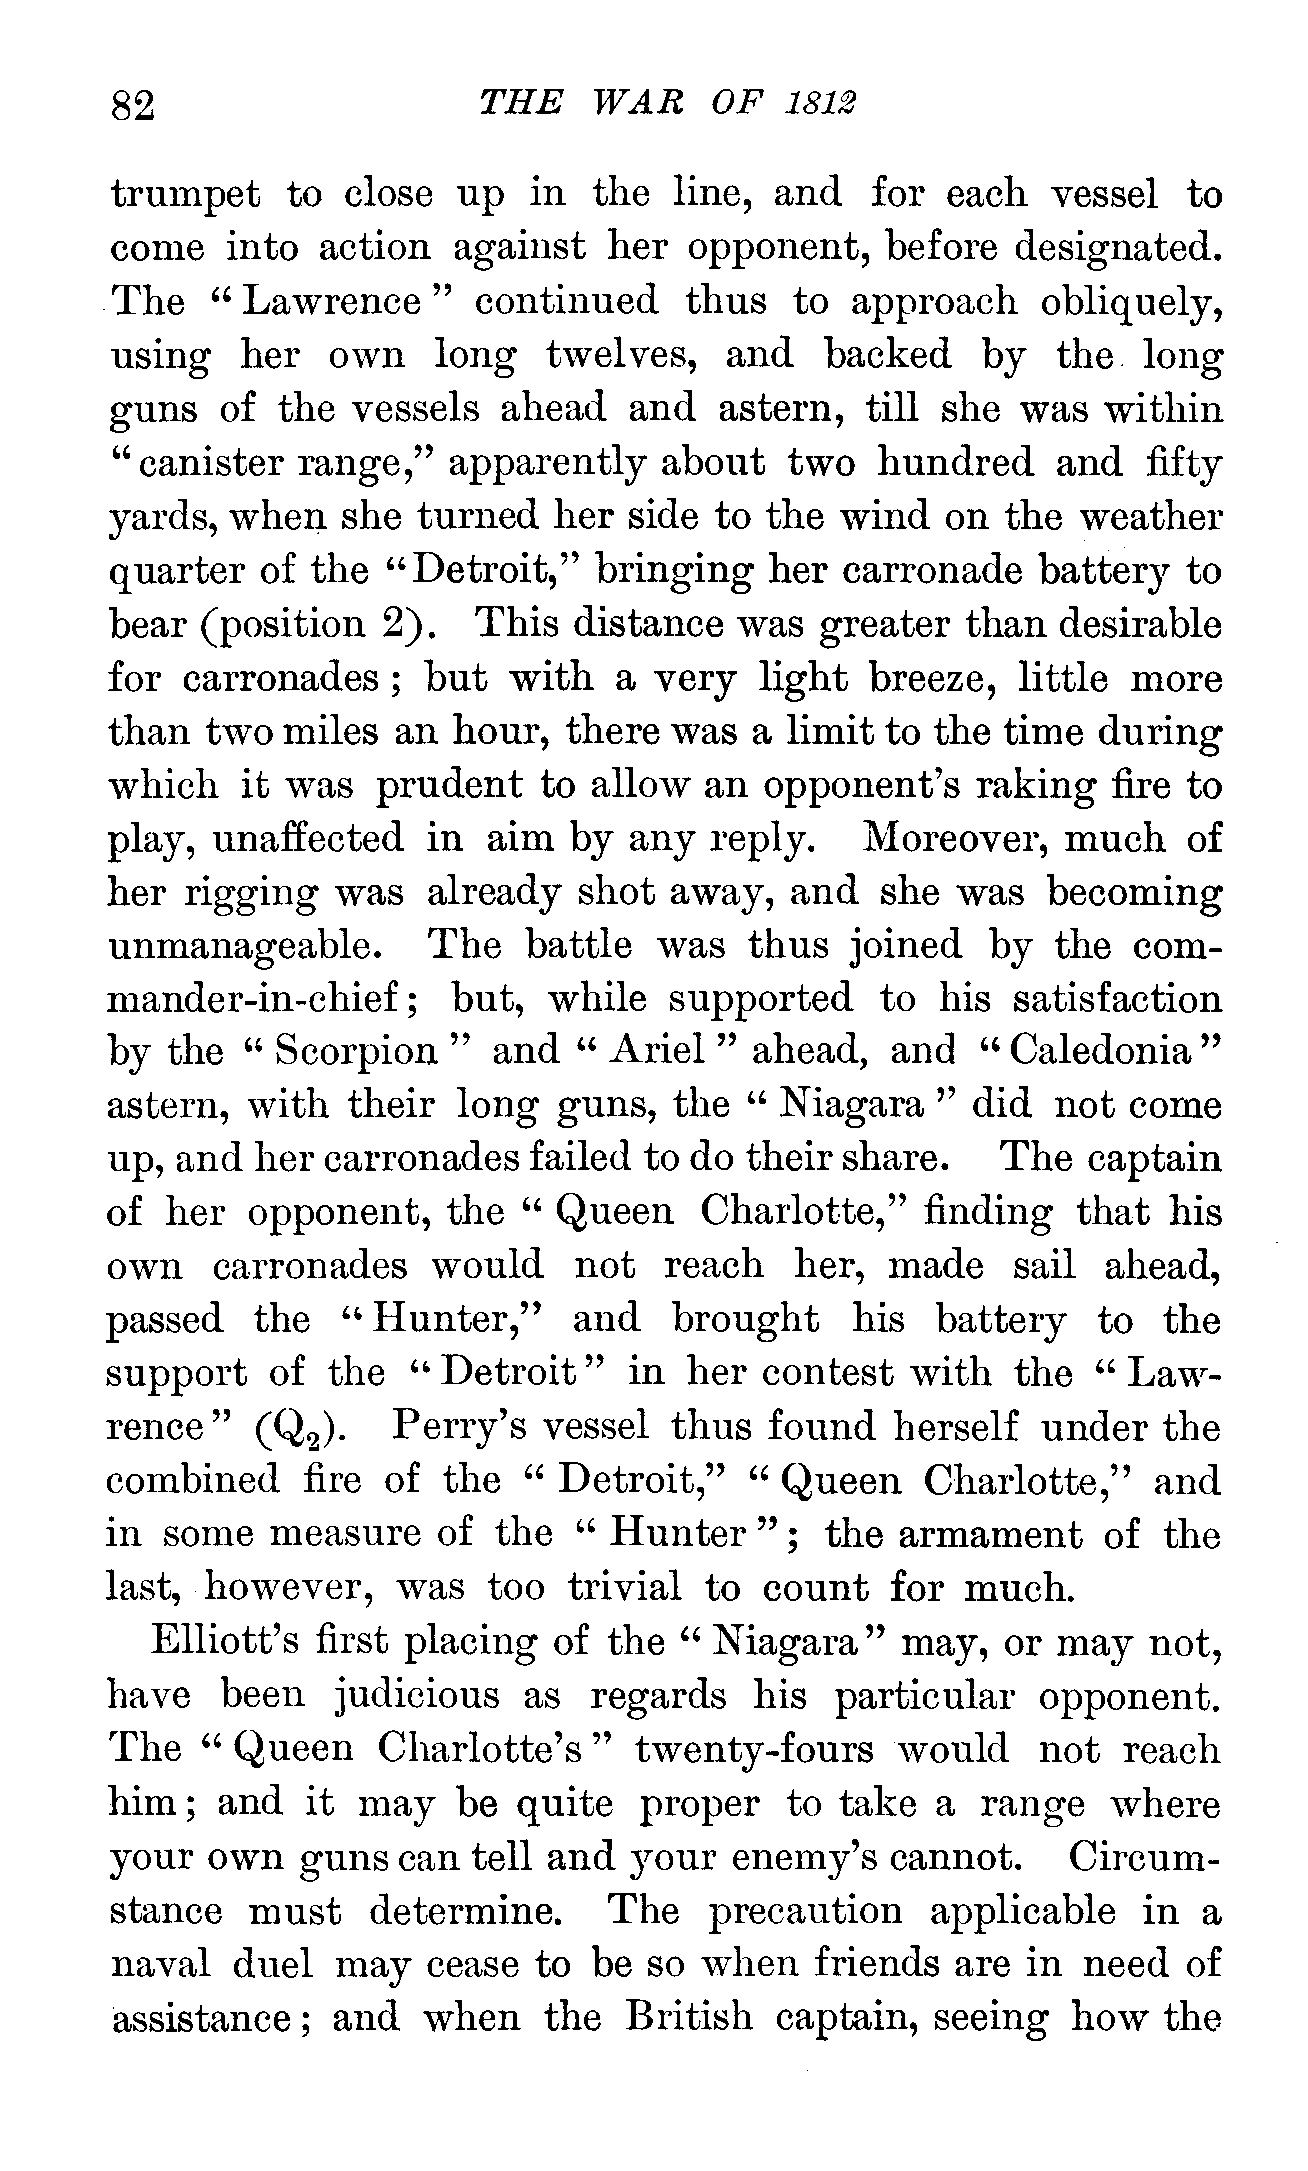 82 THE WAR OF 1812
trumpet to close up in the line, and for each vessel to
come into action against her opponent, before designated.
The “Lawrence” continued thus to approach obliquely,
using her own long twelves, and backed by the long
guns of the vessels ahead and astern, till she was within
“canister range,” apparently about two hundred and fifty
yards, when she turned her side to the wind on the weather
quarter of the “Detroit,” bringing her carronade battery to
bear (position 2). This distance was greater than desirable
for carronades; but with a very light breeze, little more
than two miles an hour, there was a limit to the time during
which it was prudent to allow an opponent’s raking fire to
play, unaffected in aim by any reply. Moreover, much of
her rigging was already shot away, and she was becoming
unmanageable. The battle was thus joined by the com-
mander-in-chief; but, while supported to his satisfaction
by the “Scorpion” and “Ariel” ahead, and “Caledonia”
astern, with their long guns, the “Niagara” did not come
up, and her carronades failed to do their share. The captain
of her opponent, the “Queen Charlotte,” finding that his
own carronades would not reach her, made sail ahead,
passed the “Hunter,” and brought his battery to the
support of the “Detroit” in her contest with the “Law-
rence” (Q₂). Perry’s vessel thus found herself under the
combined fire of the “Detroit,” “Queen Charlotte,” and
in some measure of the “Hunter”; the armament of the
last, however, was too trivial to count for much.
Elliott’s first placing of the “Niagara” may, or may not,
have been judicious as regards his particular opponent.
The “Queen Charlotte’s” twenty-fours would not reach
him; and it may be quite proper to take a range where
your own guns can tell and your enemy’s cannot. Circum-
stance must determine. The precaution applicable in a
naval duel may cease to be so when friends are in need of
assistance; and when the British captain, seeing how the